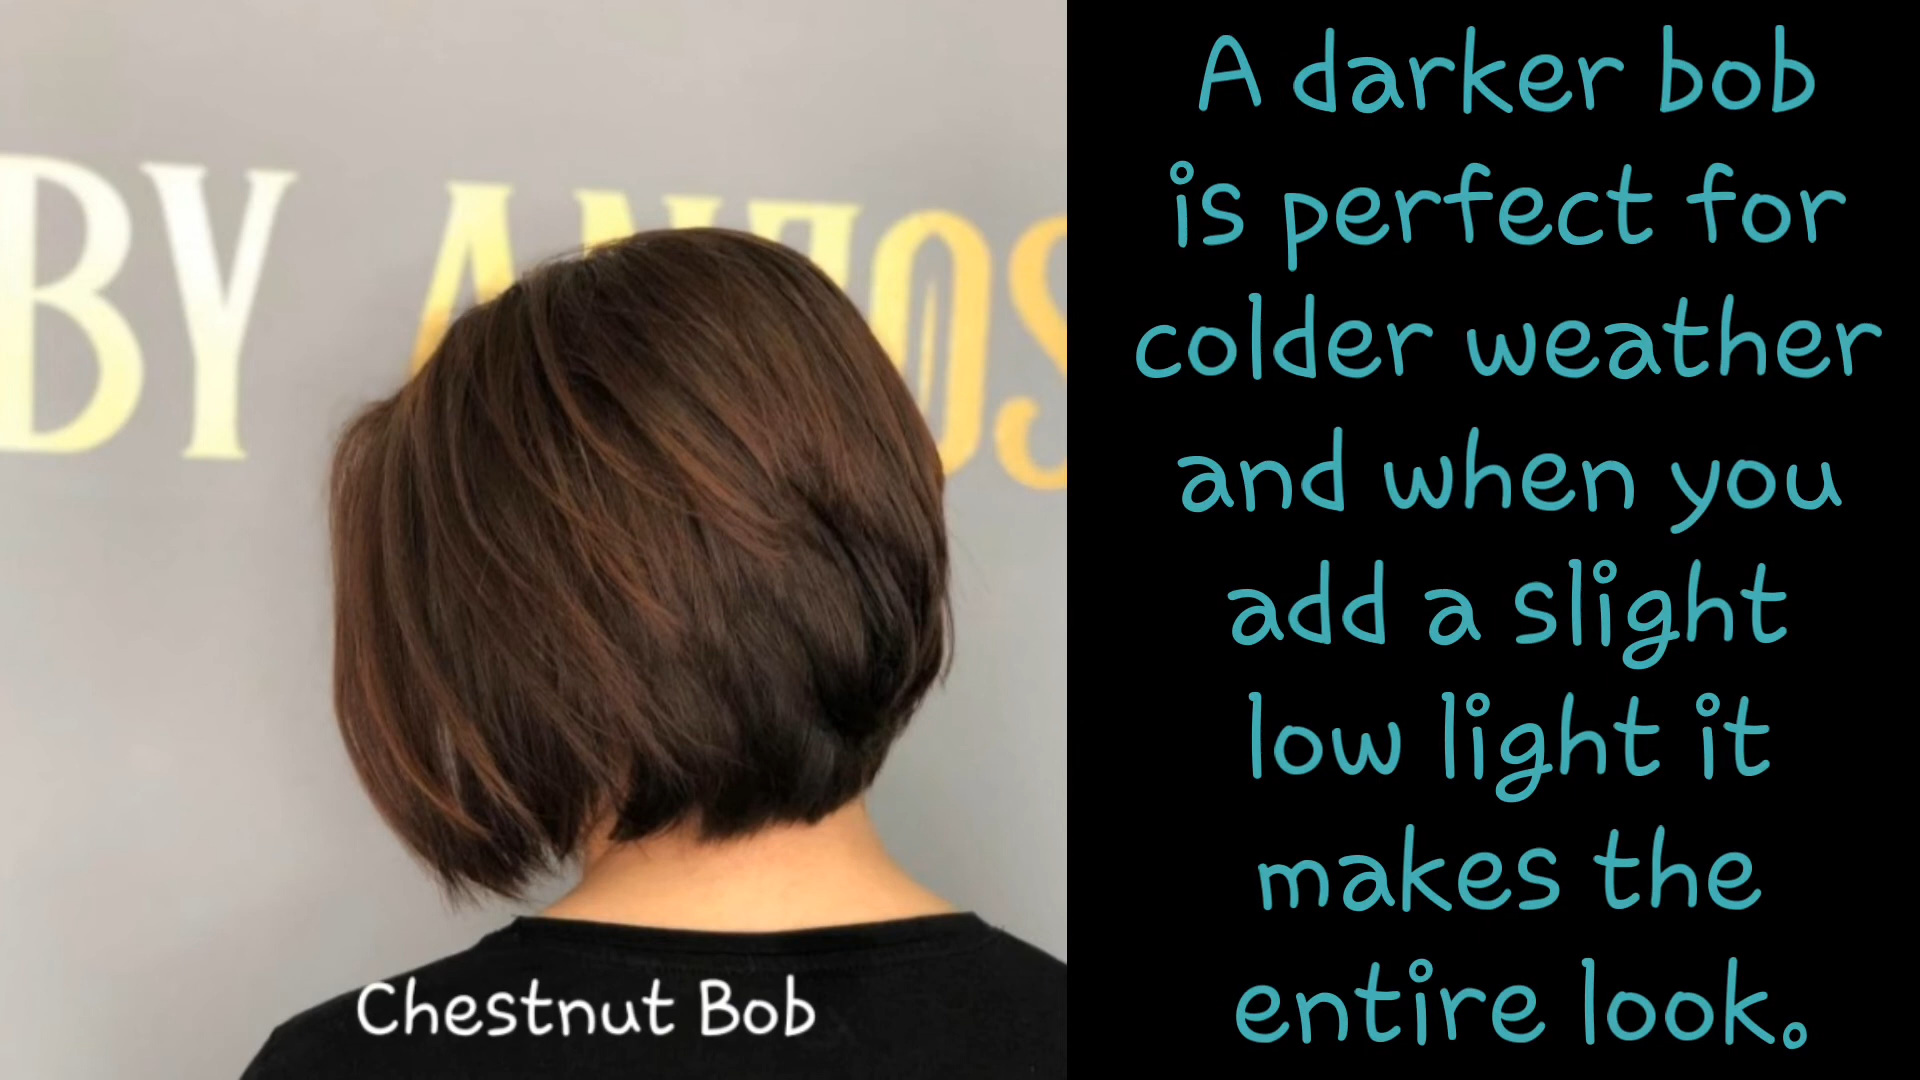 BY
Chestnut Bob
A darker bob
is perfect for
colder weather
and when you
add a slight
low light it
makes the
entire look.